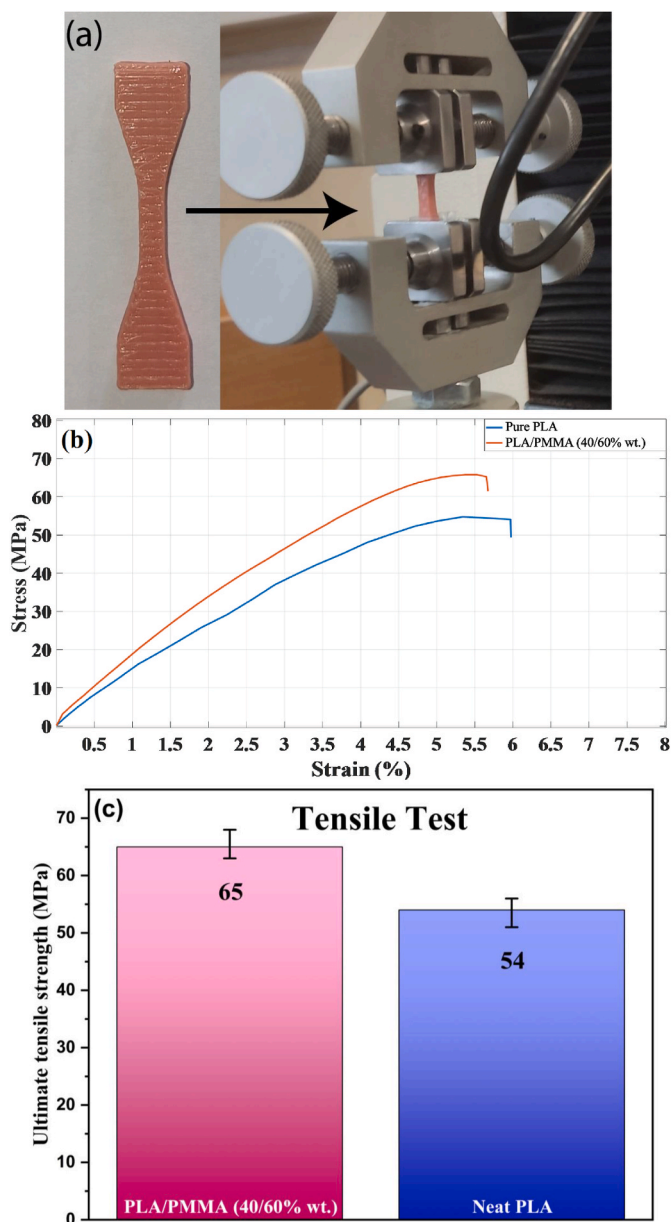 (a)
(b)
Pure PLA
PLA/PMMA (40/60% wt.)
80
70
60
50
40
30
20
10
0
Stress (MPa)
0.5 1 1.5 2 2.5 3 3.5 4 4.5 5 5.5 6 6.5 7 7.5 8
Strain (%)
(c)
Tensile Test
70
60
50
40
30
20
10
0
Ultimate tensile strength (MPa)
65
54
PLA/PMMA (40/60% wt.)
Neat PLA